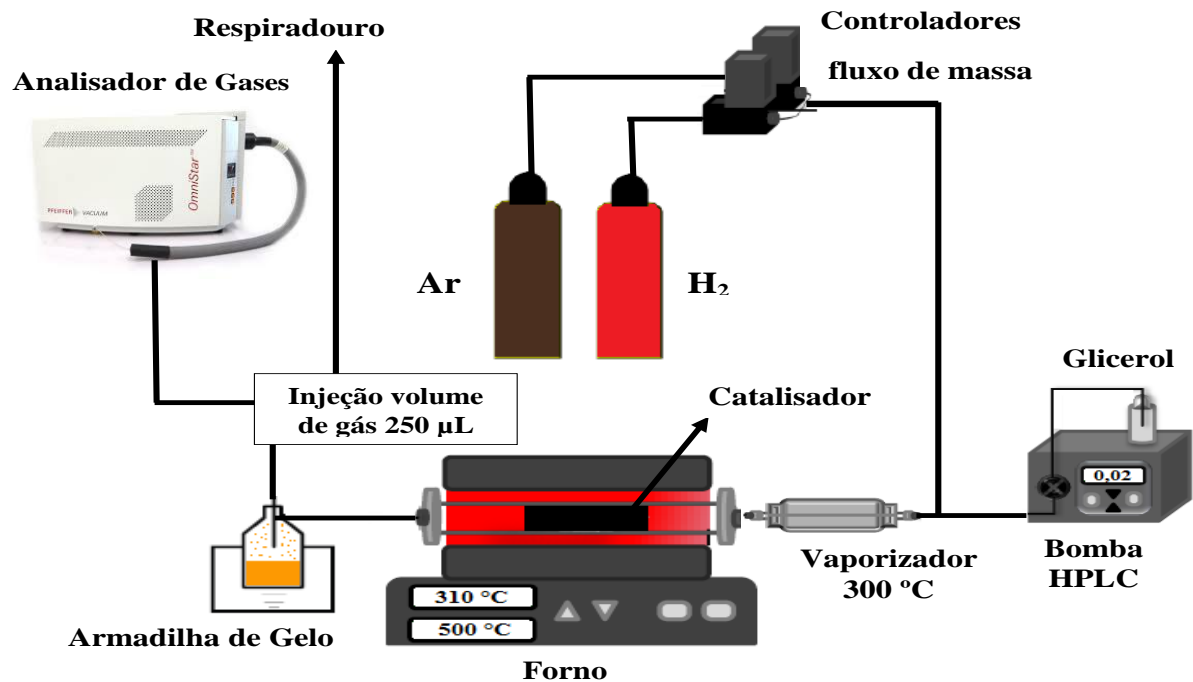 Respiradouro
Controladores
fluxo de massa
Analisador de Gases
OmniStar™
PFEIFFER VACUUM
Ar
H₂
Glicerol
Injeção volume
de gás 250 µL
Catalisador
0,02
Vaporizador
300 ºC
Bomba
HPLC
310 °C
500 °C
Armadilha de Gelo
Forno